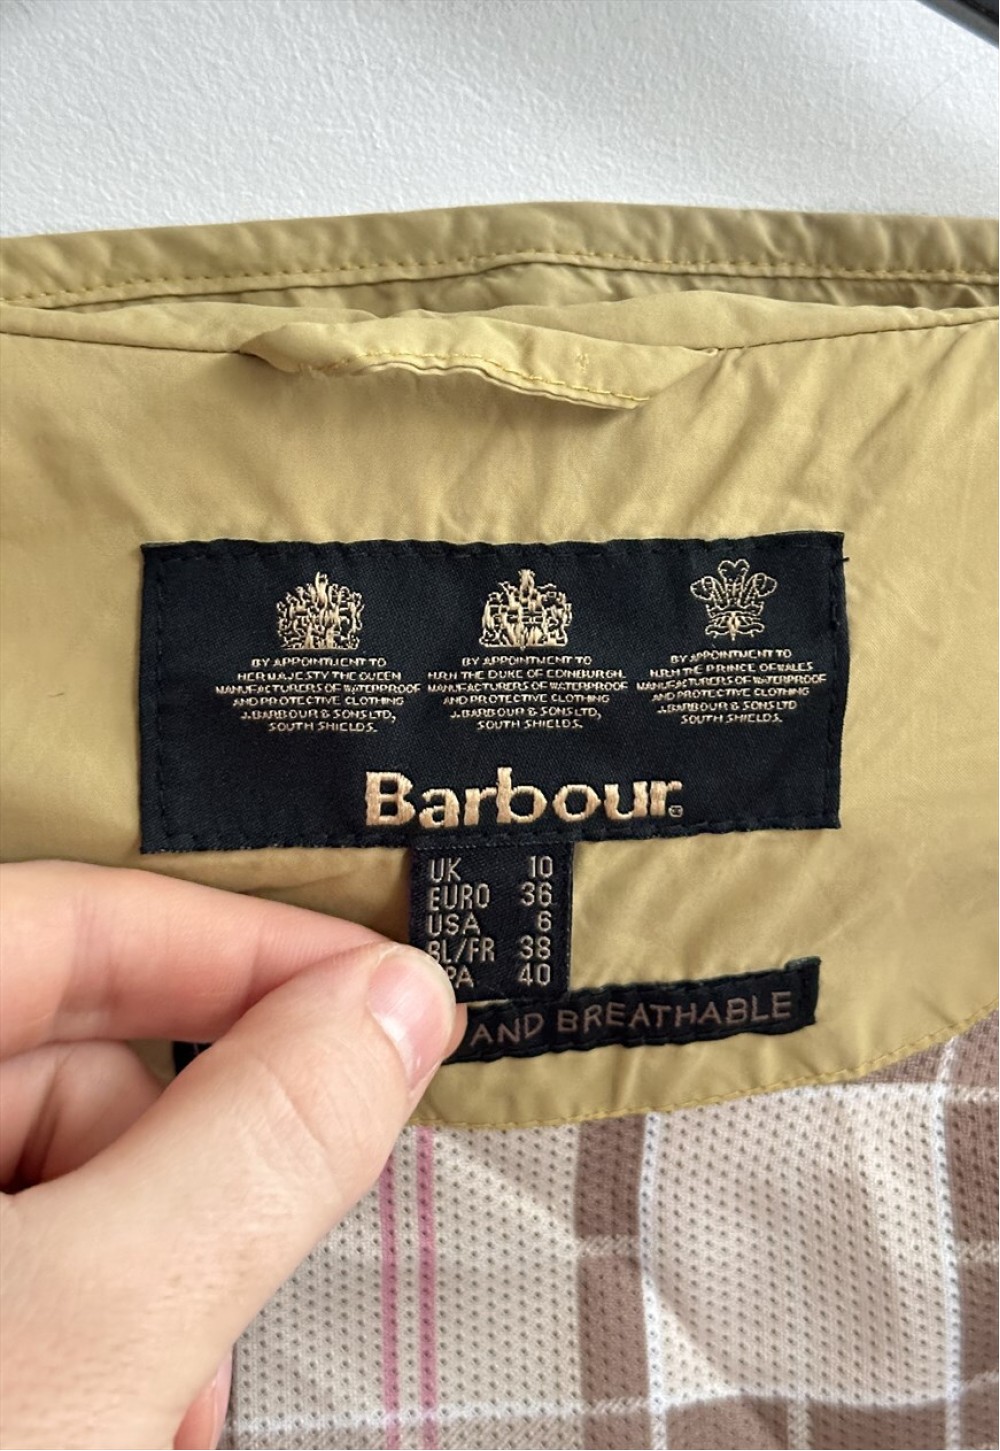 BY APPOINTMENT TO
HER MAJESTY THE QUEEN
MANUFACTURERS OF WATERPROOF
AND PROTECTIVE CLOTHING
J.BARBOUR & SONS LTD,
SOUTH SHIELDS.
BY APPOINTMENT TO
H.R.H THE DUKE OF EDINBURGH.
MANUFACTURERS OF WATERPROOF
AND PROTECTIVE CLOTHING
J.BARBOUR & SONS LTD,
SOUTH SHIELDS.
BY APPOINTMENT TO
H.R.H THE PRINCE OF WALES
MANUFACTURERS OF WATERPROOF
AND PROTECTIVE CLOTHING
J.BARBOUR & SONS LTD,
SOUTH SHIELDS.
Barbour
UK 10
EURO 36
USA 6
BL/FR 38
PA 40
AND BREATHABLE